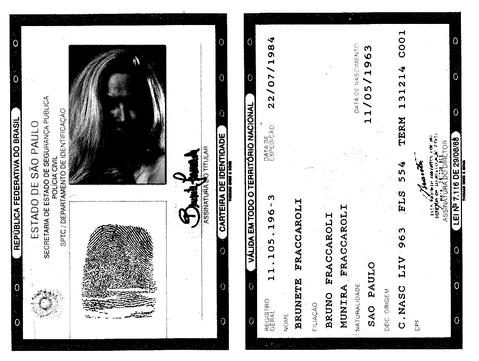 REPÚBLICA FEDERATIVA DO BRASIL
ESTADO DE SÃO PAULO
SECRETARIA DE ESTADO DE SEGURANÇA PÚBLICA
POLÍCIA CIVIL
SPTC / DEPARTAMENTO DE IDENTIFICAÇÃO
ASSINATURA DO TITULAR
CARTEIRA DE IDENTIDADE
VÁLIDA EM TODO O TERRITÓRIO NACIONAL
REGISTRO GERAL 11.105.196-3 DATA DE EXPEDIÇÃO 22/07/1984
NOME
BRUNETE FRACCAROLI
FILIAÇÃO
BRUNO FRACCAROLI
MUNIRA FRACCAROLI
NATURALIDADE DATA DE NASCIMENTO
SAO PAULO 11/05/1963
DOC ORIGEM
C.NASC LIV 963 FLS 554 TERM 131214 C001
CPF
ASSINATURA DO DIRETOR
LEI Nº 7.116 DE 29/08/83